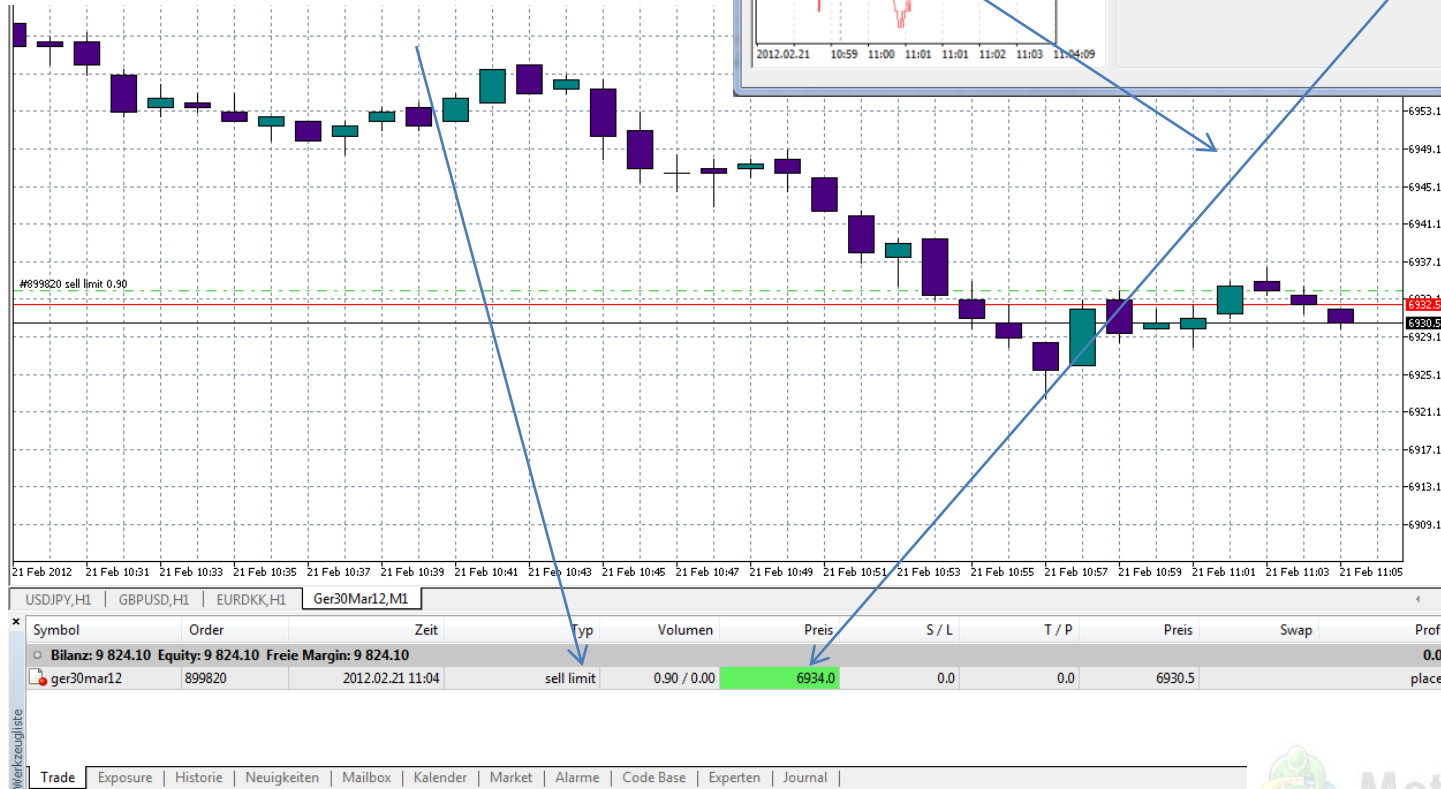 2012.02.21 10:59 11:00 11:01 11:01 11:02 11:03 11:04:09
6953.1
6949.1
6945.1
6941.1
6937.1
#899820 sell limit 0.90
6932.5
6930.5
6929.1
6925.1
6921.1
6917.1
6913.1
6909.1
21 Feb 2012 21 Feb 10:31 21 Feb 10:33 21 Feb 10:35 21 Feb 10:37 21 Feb 10:39 21 Feb 10:41 21 Feb 10:43 21 Feb 10:45 21 Feb 10:47 21 Feb 10:49 21 Feb 10:51 21 Feb 10:53 21 Feb 10:55 21 Feb 10:57 21 Feb 10:59 21 Feb 11:01 21 Feb 11:03 21 Feb 11:05
USDJPY,H1 | GBPUSD,H1 | EURDKK,H1 Ger30Mar12,M1
Symbol Order Zeit Typ Volumen Preis S / L T / P Preis Swap Prof
Bilanz: 9 824.10 Equity: 9 824.10 Freie Margin: 9 824.10 0.0
ger30mar12 899820 2012.02.21 11:04 sell limit 0.90 / 0.00 6934.0 0.0 0.0 6930.5 place
Werkzeugliste
Trade Exposure | Historie | Neuigkeiten | Mailbox | Kalender | Market | Alarme | Code Base | Experten | Journal |